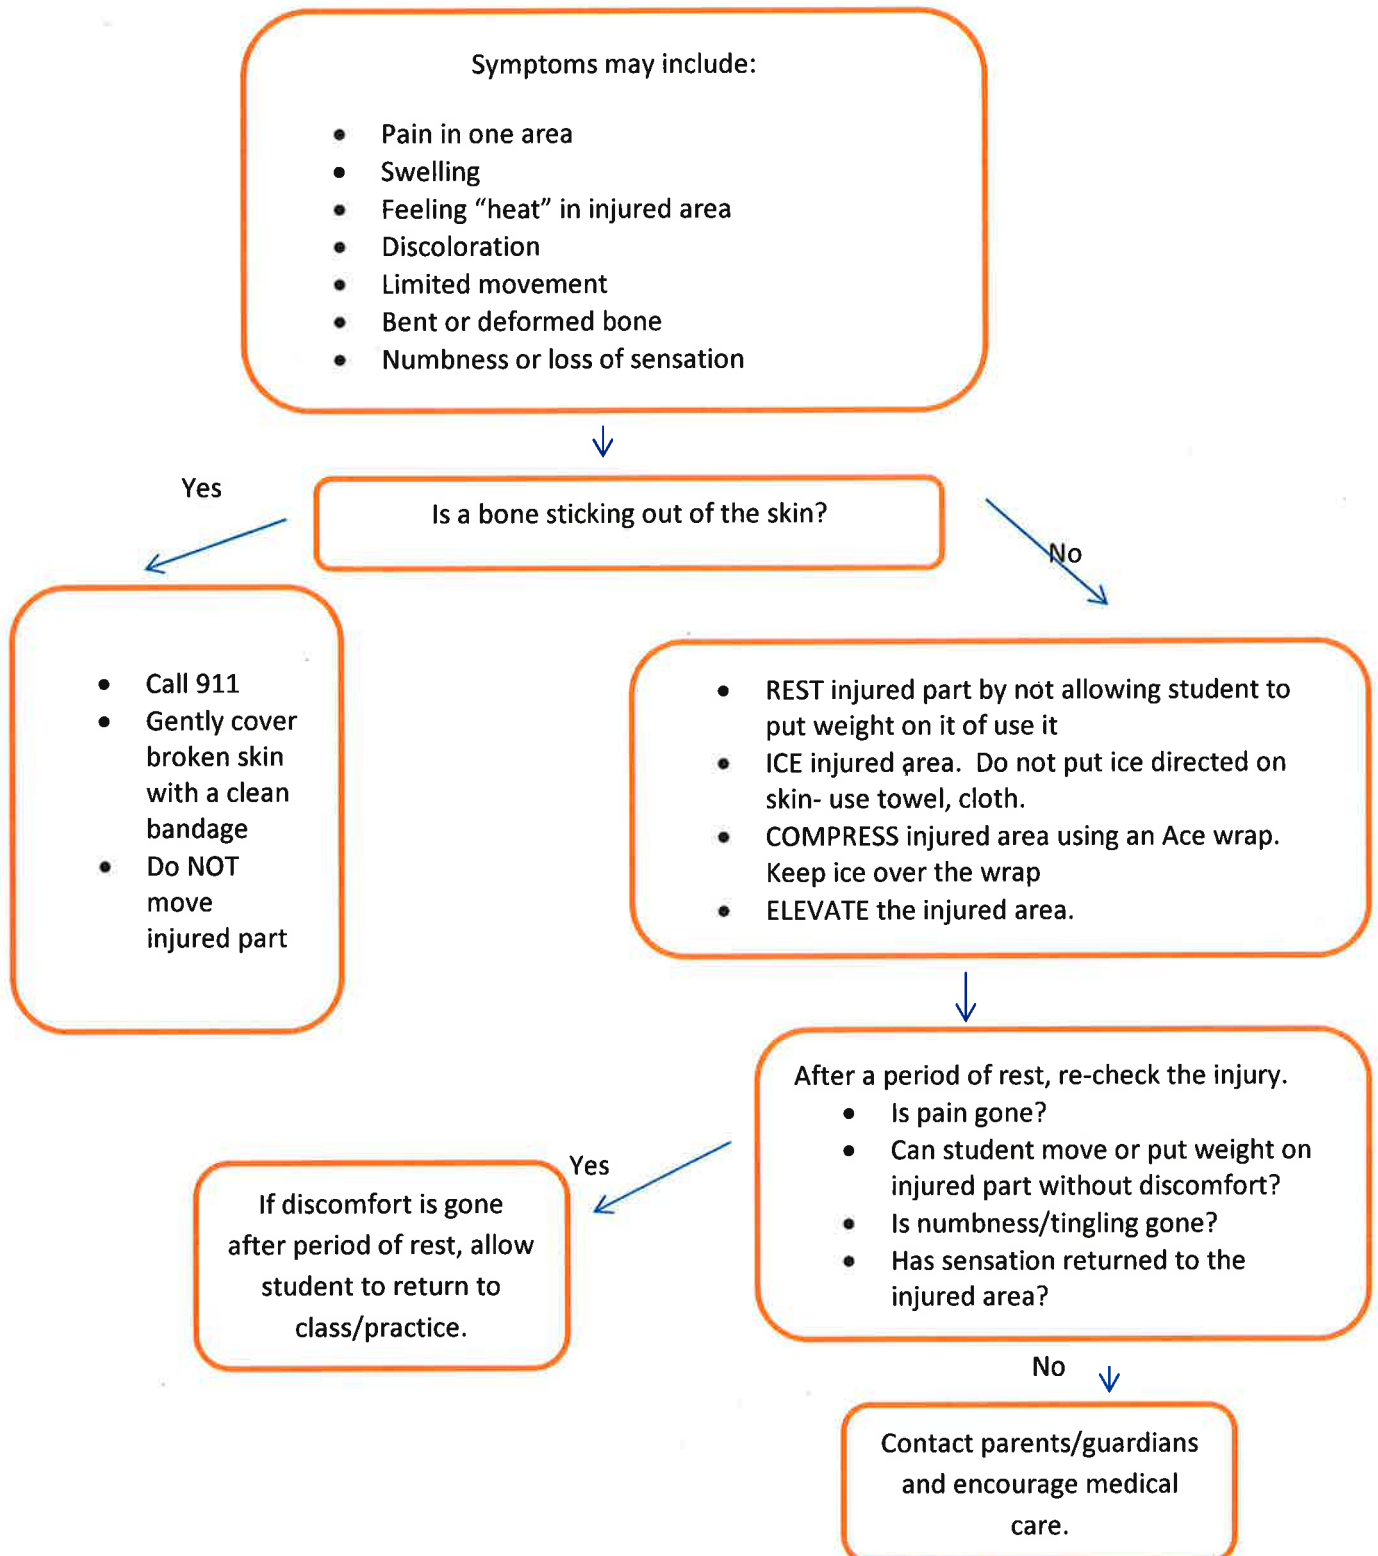 Symptoms may include:
• Pain in one area
• Swelling
• Feeling “heat” in injured area
• Discoloration
• Limited movement
• Bent or deformed bone
• Numbness or loss of sensation
Yes
Is a bone sticking out of the skin?
No
• Call 911
• Gently cover
broken skin
with a clean
bandage
• Do NOT
move
injured part
• REST injured part by not allowing student to
put weight on it of use it
• ICE injured area. Do not put ice directed on
skin- use towel, cloth.
• COMPRESS injured area using an Ace wrap.
Keep ice over the wrap
• ELEVATE the injured area.
After a period of rest, re-check the injury.
• Is pain gone?
• Can student move or put weight on
injured part without discomfort?
• Is numbness/tingling gone?
• Has sensation returned to the
injured area?
Yes
If discomfort is gone
after period of rest, allow
student to return to
class/practice.
No
Contact parents/guardians
and encourage medical
care.